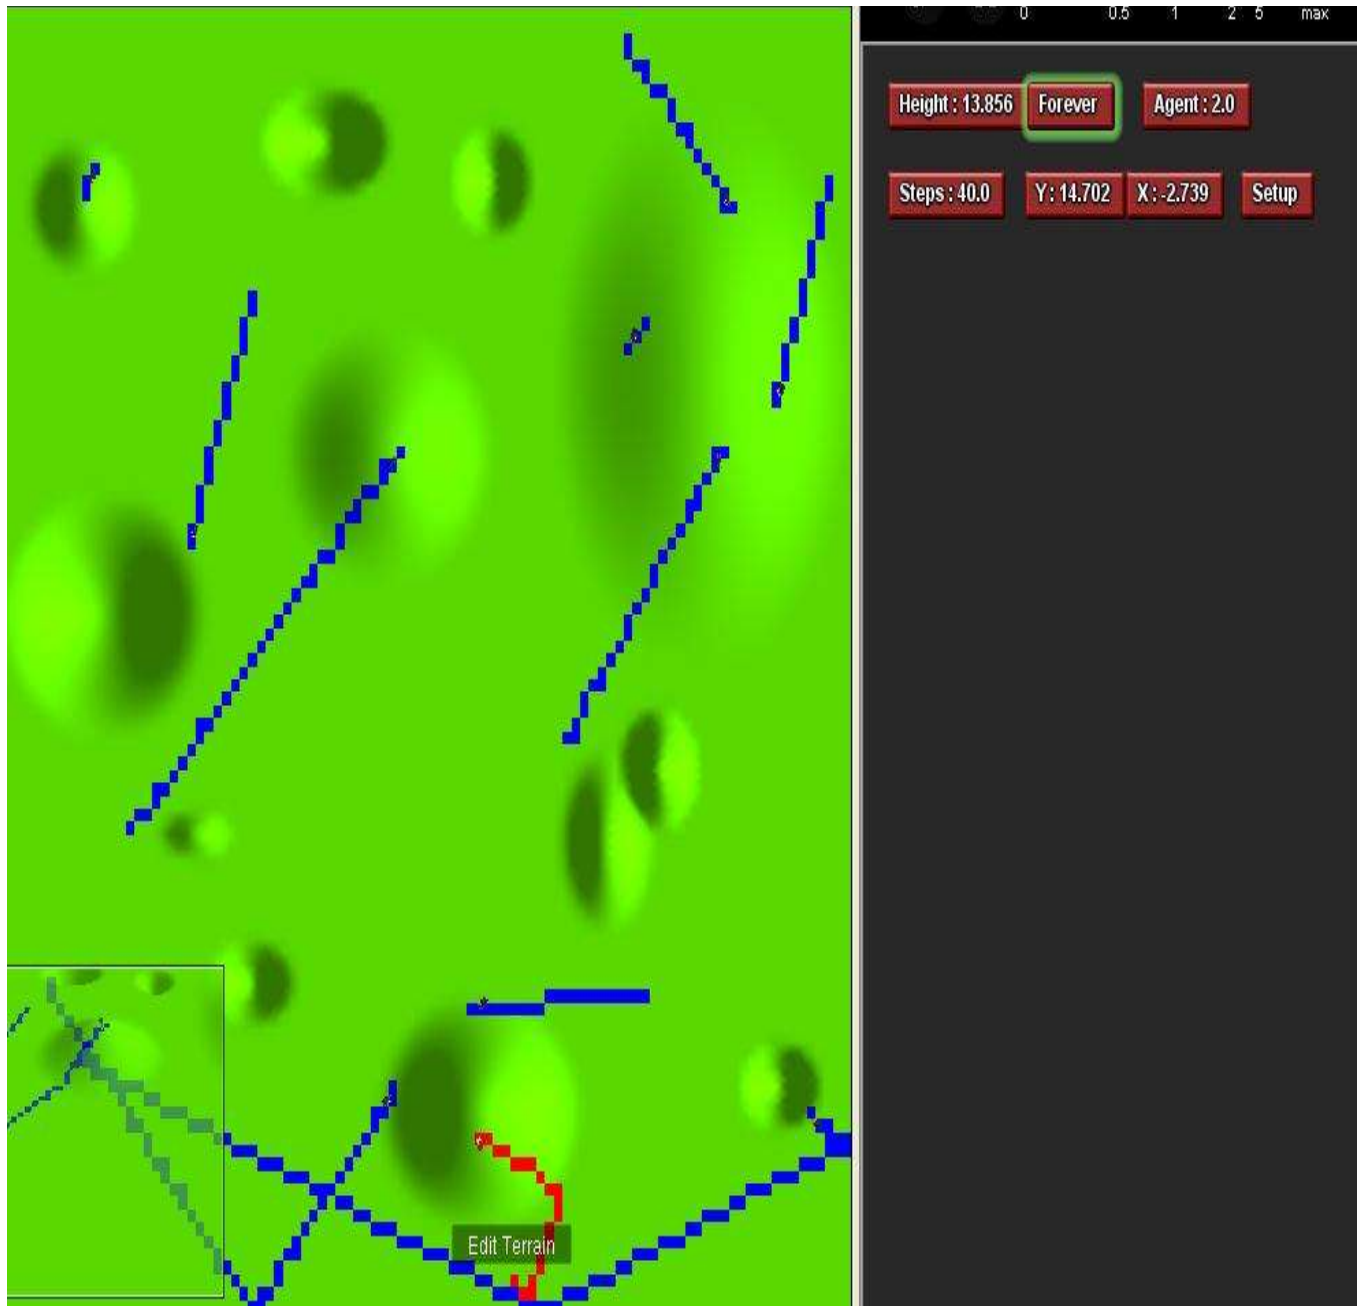 0 0.5 1 2 5 max
Height : 13.856 Forever Agent : 2.0
Steps : 40.0 Y : 14.702 X : -2.739 Setup
Edit Terrain